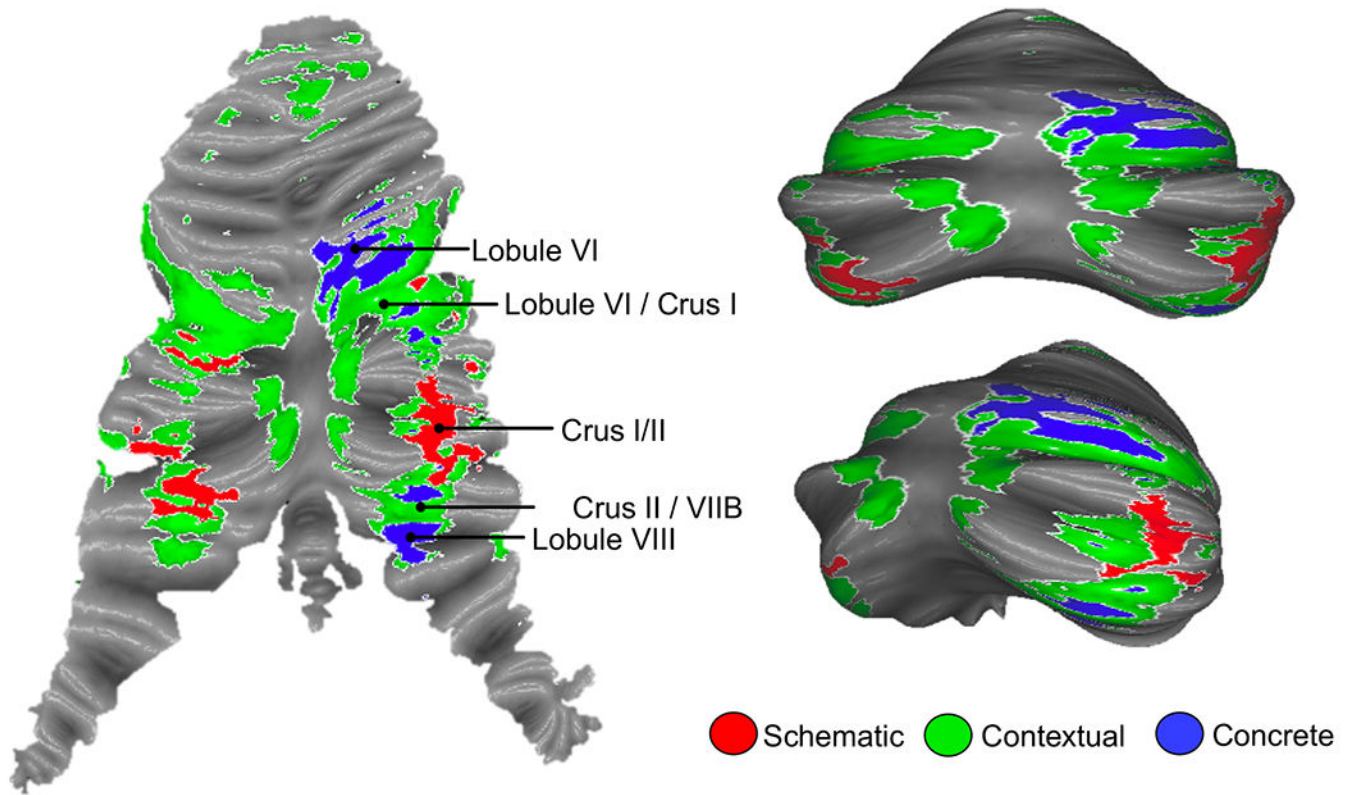 Lobule VI
Lobule VI / Crus I
Crus I/II
Crus II / VIIB
Lobule VIII
Schematic Contextual Concrete